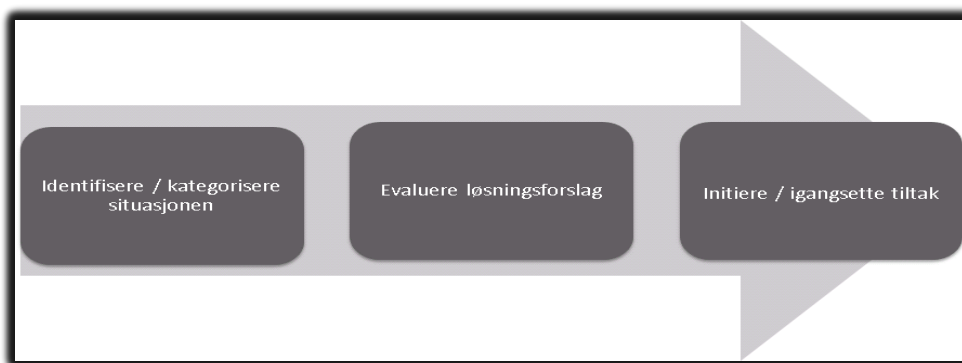 Identifisere / kategorisere
situasjonen
Evaluere løsningsforslag
Initiere / igangsette tiltak